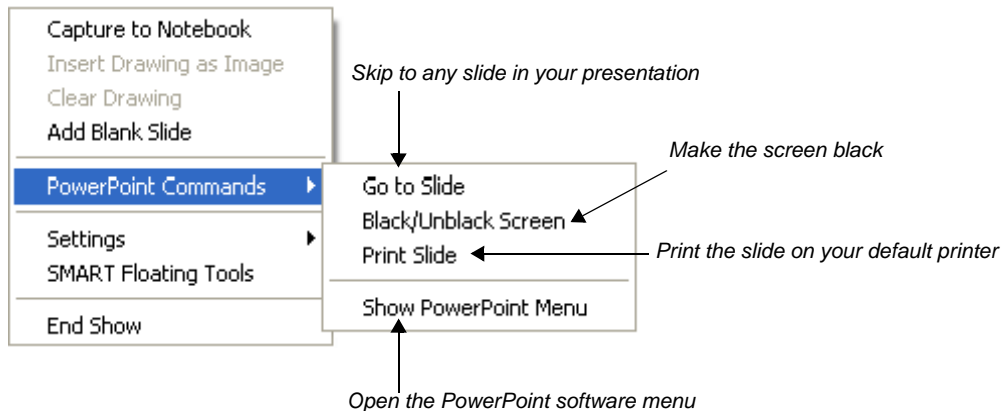 Capture to Notebook
Insert Drawing as Image
Clear Drawing
Add Blank Slide
PowerPoint Commands
Settings
SMART Floating Tools
End Show
Skip to any slide in your presentation
Make the screen black
Go to Slide
Black/Unblack Screen
Print Slide
Print the slide on your default printer
Show PowerPoint Menu
Open the PowerPoint software menu